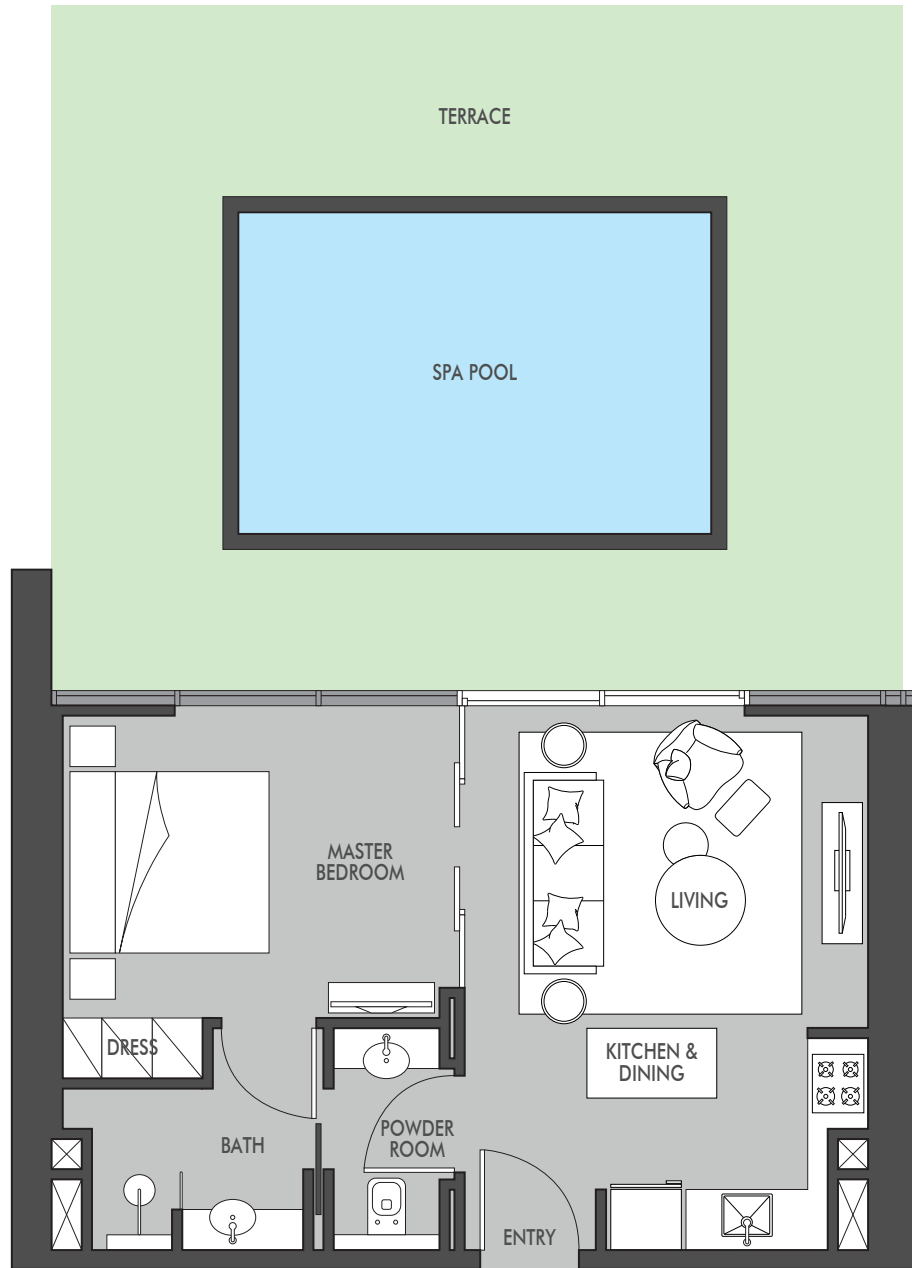 TERRACE
SPA POOL
MASTER
BEDROOM
LIVING
DRESS
KITCHEN &
DINING
POWDER
ROOM
BATH
ENTRY